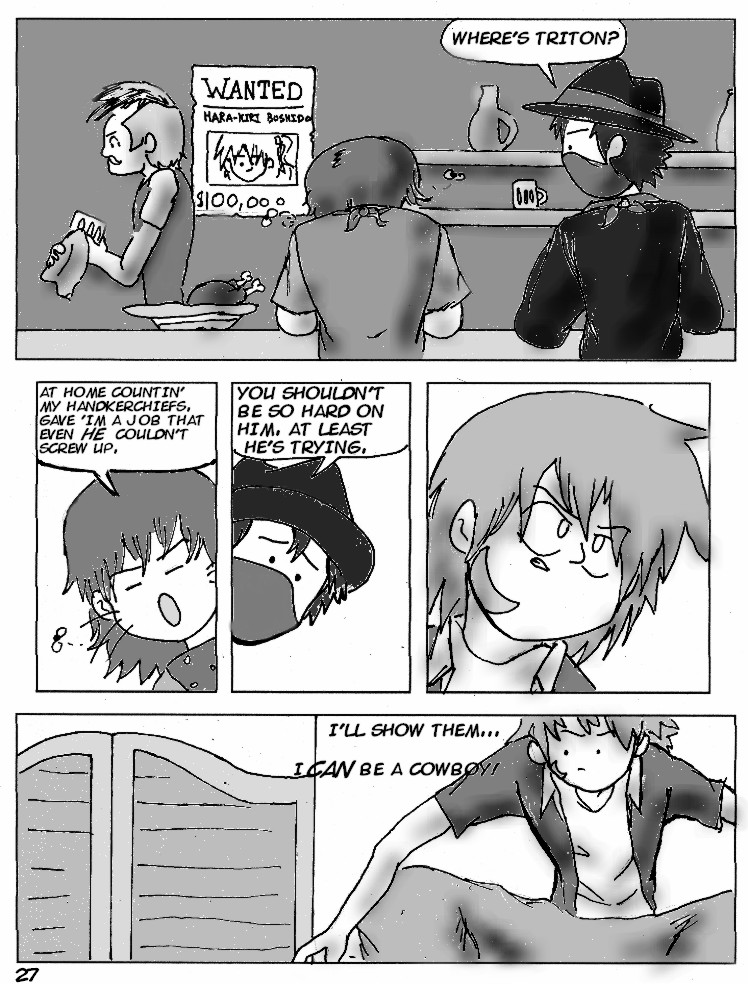 WHERE'S TRITON?
WANTED
HARA-KIRI BOSHIDO
$100,000
AT HOME COUNTIN'
MY HANDKERCHIEFS.
GAVE 'IM A JOB THAT
EVEN HE COULDN'T
SCREW UP.
YOU SHOULDN'T
BE SO HARD ON
HIM. AT LEAST
HE'S TRYING.
I'LL SHOW THEM...
I CAN BE A COWBOY!
27